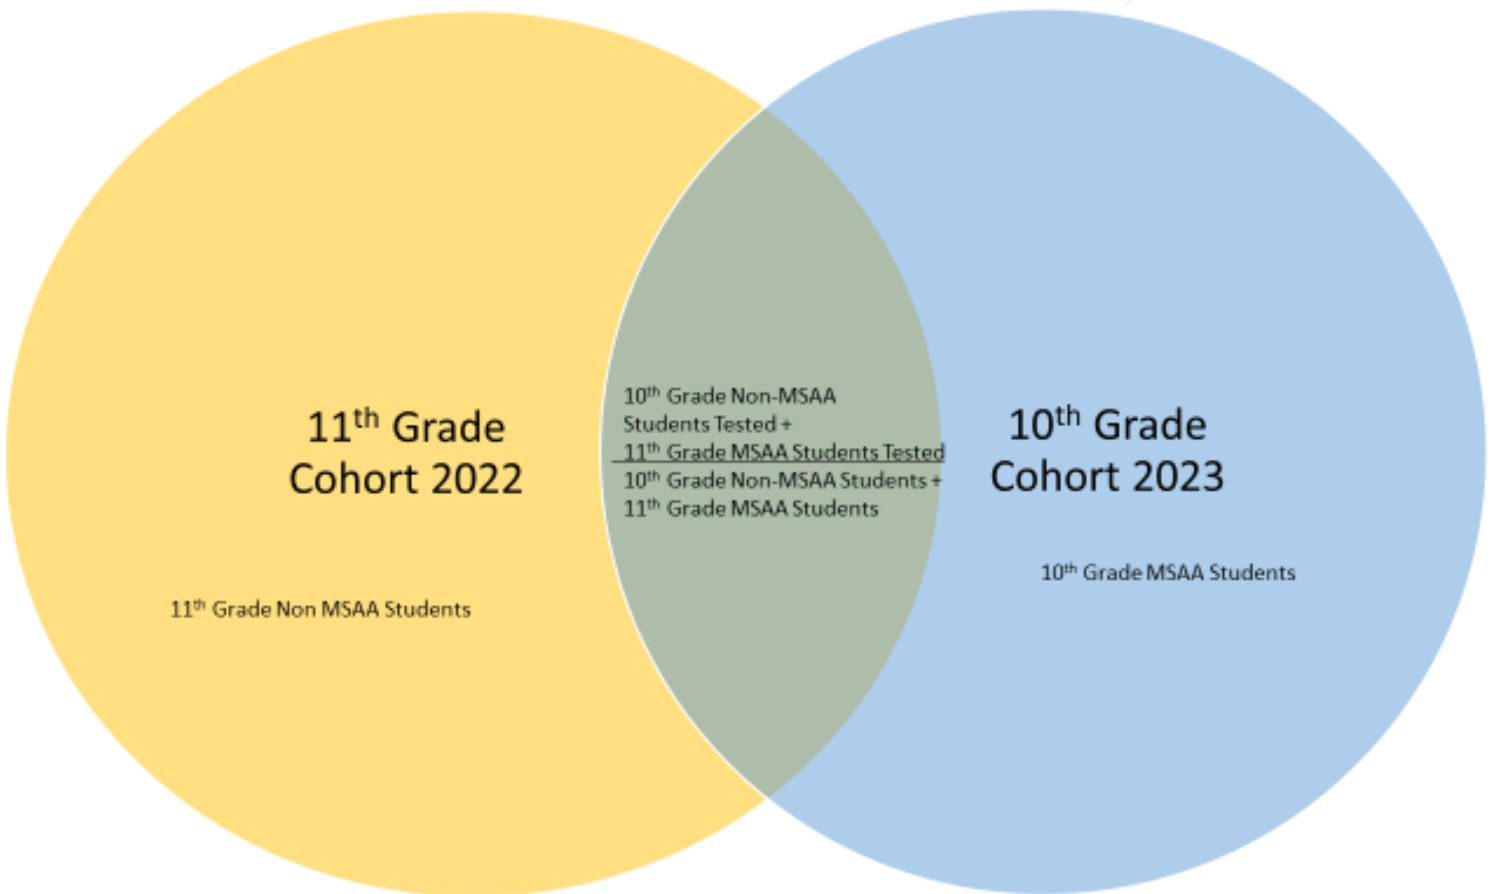 11th Grade
Cohort 2022
11th Grade Non MSAA Students
10th Grade Non-MSAA
Students Tested +
11th Grade MSAA Students Tested
10th Grade Non-MSAA Students +
11th Grade MSAA Students
10th Grade
Cohort 2023
10th Grade MSAA Students